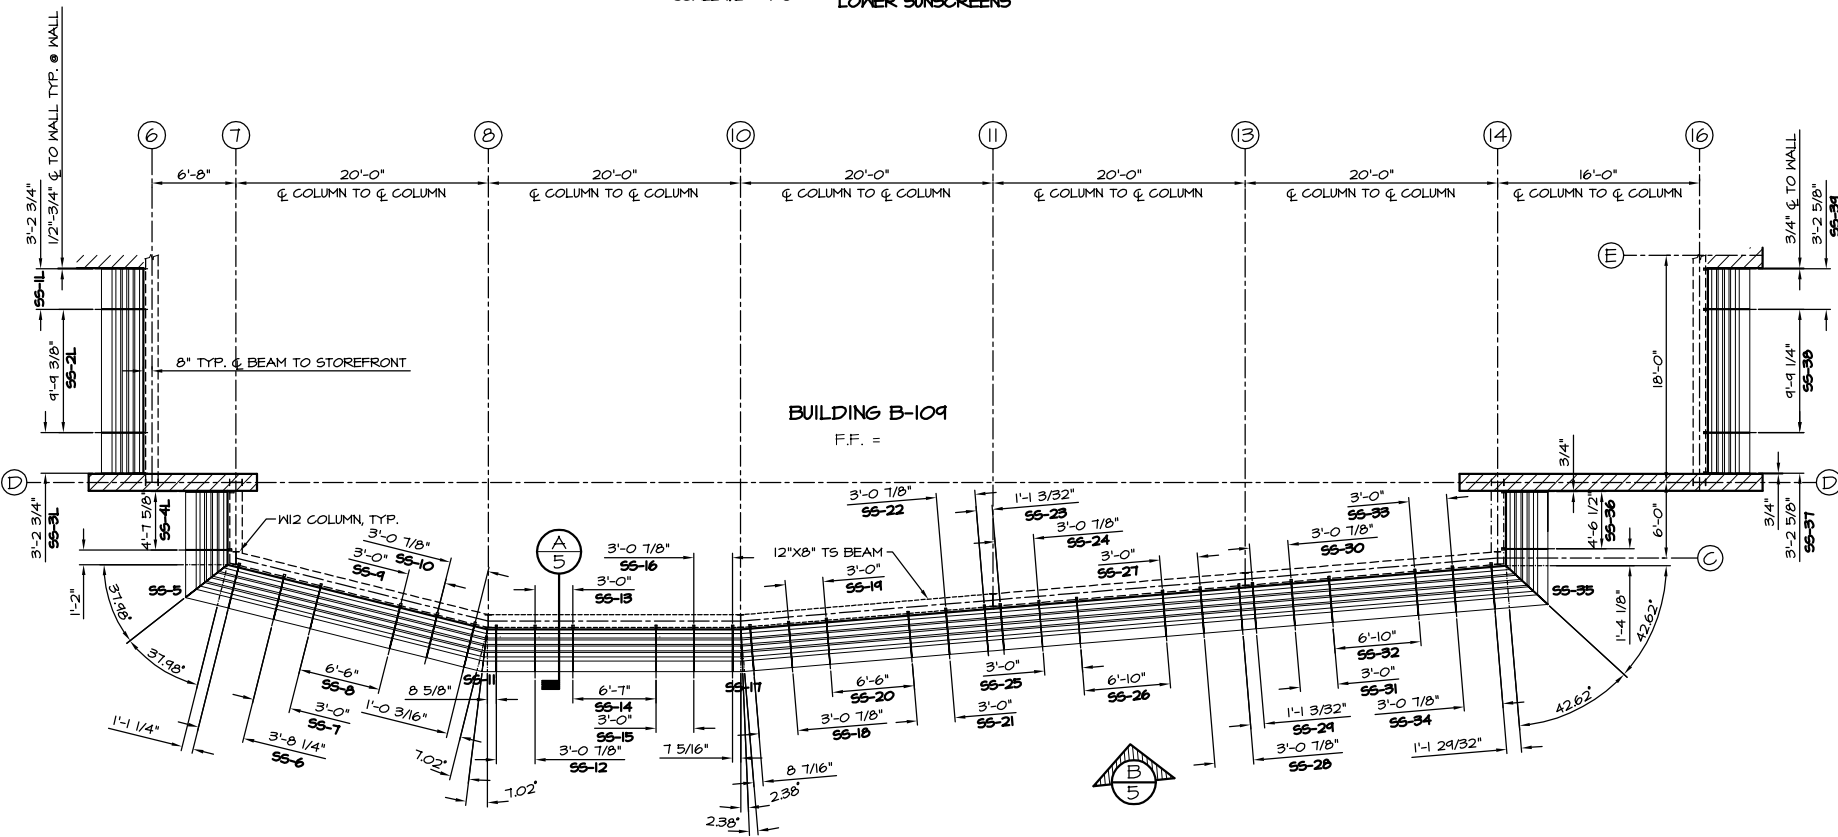 LOWER SUNSCREENS
6
7
8
10
11
13
14
16
6'-8"
20'-0"
℄ COLUMN TO ℄ COLUMN
20'-0"
℄ COLUMN TO ℄ COLUMN
20'-0"
℄ COLUMN TO ℄ COLUMN
20'-0"
℄ COLUMN TO ℄ COLUMN
20'-0"
℄ COLUMN TO ℄ COLUMN
16'-0"
℄ COLUMN TO ℄ COLUMN
3'-2 3/4"
SS-1L
1/2"-3/4" ℄ TO WALL TYP. @ WALL
9'-9 3/8"
SS-2L
8" TYP. ℄ BEAM TO STOREFRONT
3/4" ℄ TO WALL
3'-2 5/8"
SS-39
E
18'-0"
9'-9 1/4"
SS-38
BUILDING B-109
F.F. =
D
D
3'-2 3/4"
SS-3L
4'-7 5/8"
SS-4L
W12 COLUMN, TYP.
3'-0 7/8"
SS-10
3'-0"
SS-9
A
5
3'-0 7/8"
SS-16
3'-0"
SS-13
3'-0 7/8"
SS-22
1'-1 3/32"
SS-23
3'-0 7/8"
SS-24
12"X8" TS BEAM
3'-0"
SS-19
3'-0"
SS-27
3'-0"
SS-33
3'-0 7/8"
SS-30
3/4"
4'-6 1/2"
SS-36
6'-0"
3/4"
3'-2 5/8"
SS-37
C
1'-2"
SS-5
37.98°
37.98°
1'-1 1/4"
3'-8 1/4"
SS-6
3'-0"
SS-7
6'-6"
SS-8
1'-0 3/16"
8 5/8"
SS-11
7.02°
7.02°
6'-7"
SS-14
3'-0"
SS-15
3'-0 7/8"
SS-12
7 5/16"
SS-17
8 7/16"
2.38°
2.38°
3'-0 7/8"
SS-18
6'-6"
SS-20
3'-0"
SS-21
3'-0"
SS-25
6'-10"
SS-26
B
5
1'-1 3/32"
SS-29
3'-0 7/8"
SS-28
6'-10"
SS-32
3'-0"
SS-31
3'-0 7/8"
SS-34
1'-1 29/32"
SS-35
1'-4 1/8"
42.62°
42.62°